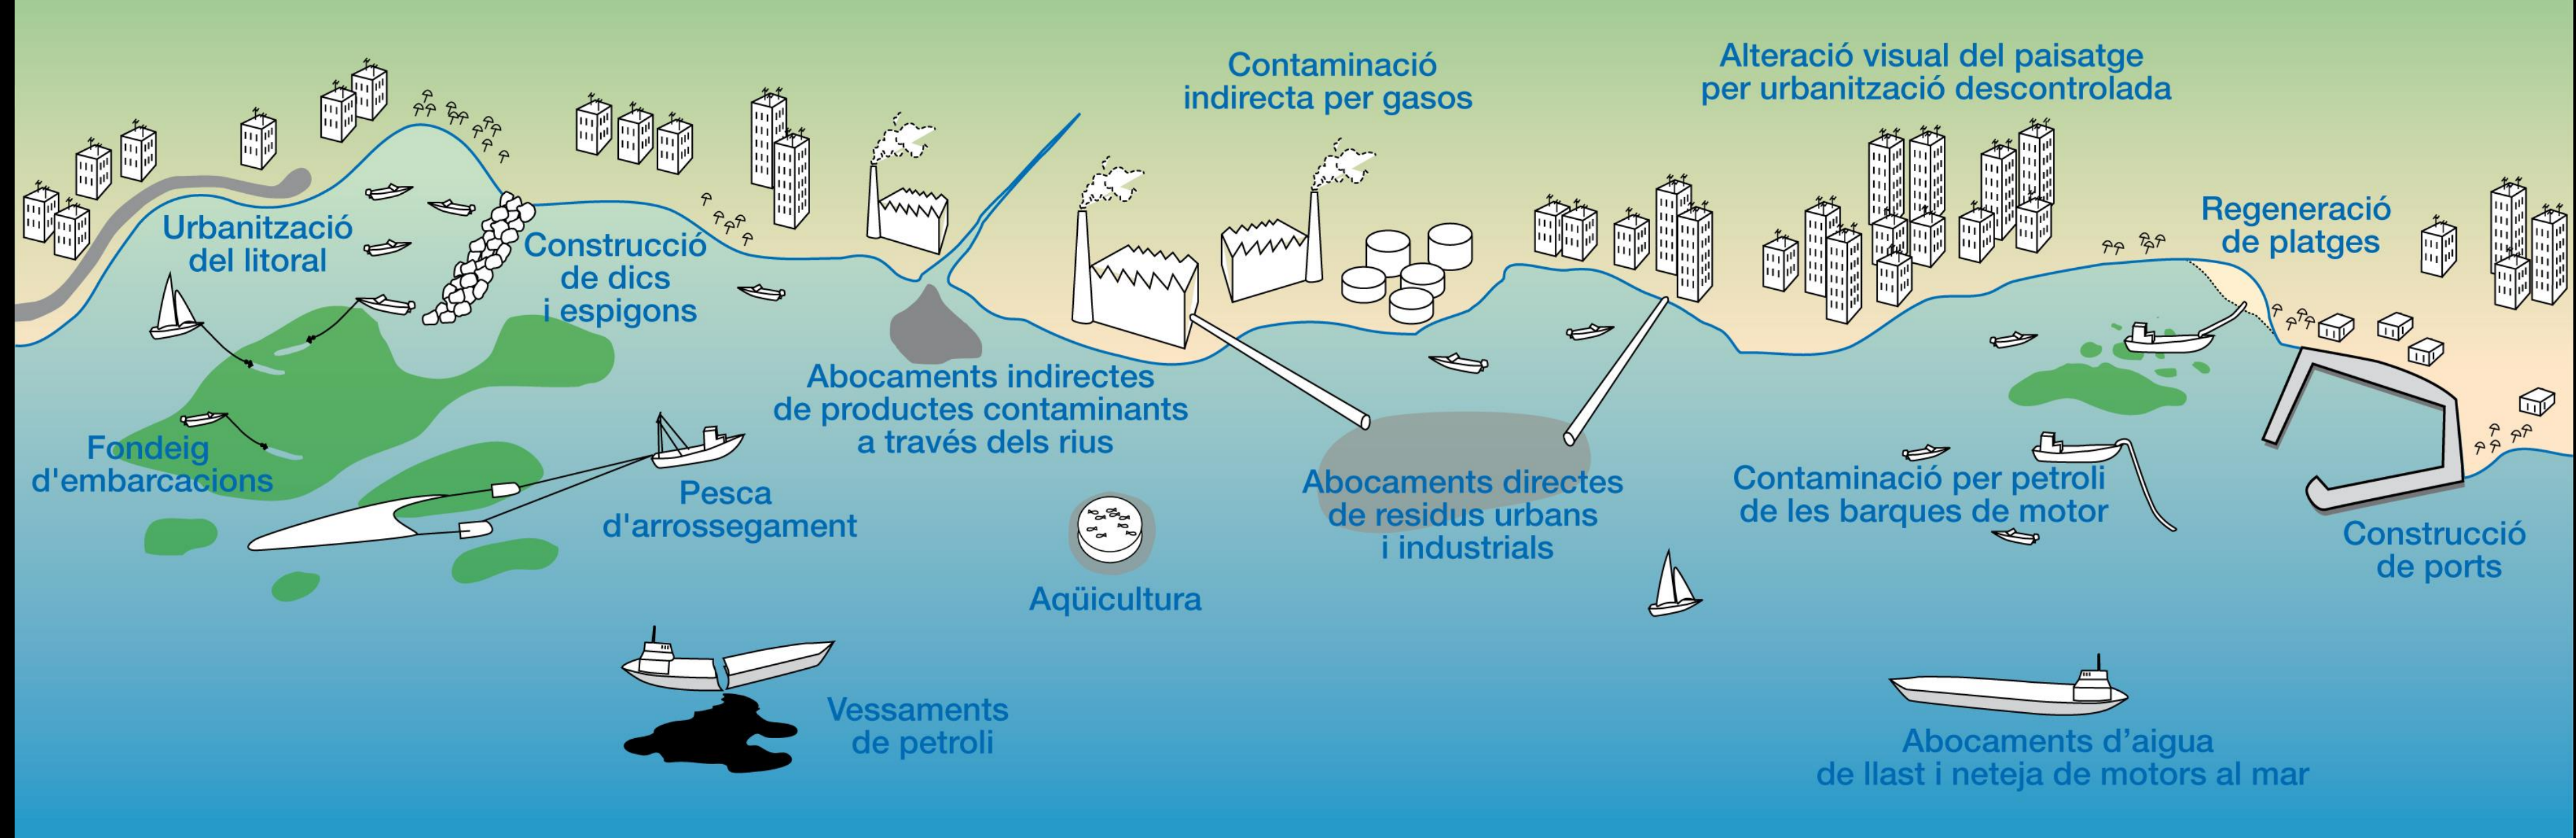 Contaminació
indirecta per gasos
Alteració visual del paisatge
per urbanització descontrolada
Urbanització
del litoral
Construcció
de dics
i espigons
Regeneració
de platges
Abocaments indirectes
de productes contaminants
a través dels rius
Fondeig
d'embarcacions
Pesca
d'arrossegament
Abocaments directes
de residus urbans
i industrials
Contaminació per petroli
de les barques de motor
Construcció
de ports
Aqüicultura
Vessaments
de petroli
Abocaments d’aigua
de llast i neteja de motors al mar